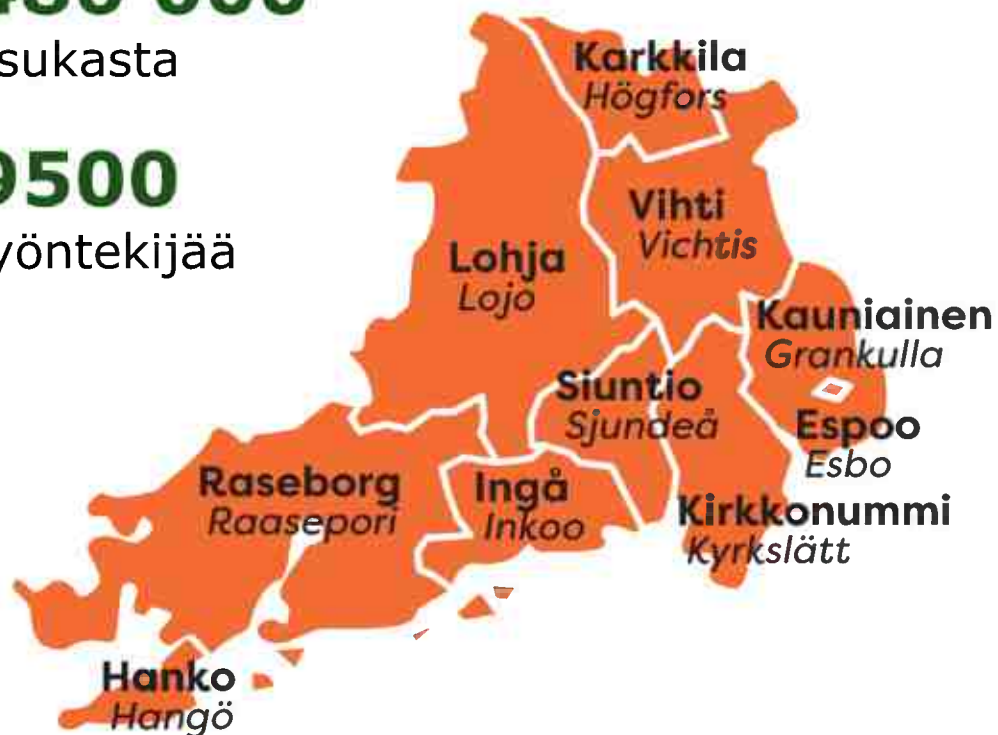 000
sukasta
9500
yöntekijää
Karkkila
Högfors
Vihti
Vichtis
Lohja
Lojo
Kauniainen
Grankulla
Siuntio
Sjundeå
Espoo
Esbo
Raseborg
Raasepori
Ingå
Inkoo
Kirkkonummi
Kyrkslätt
Hanko
Hangö